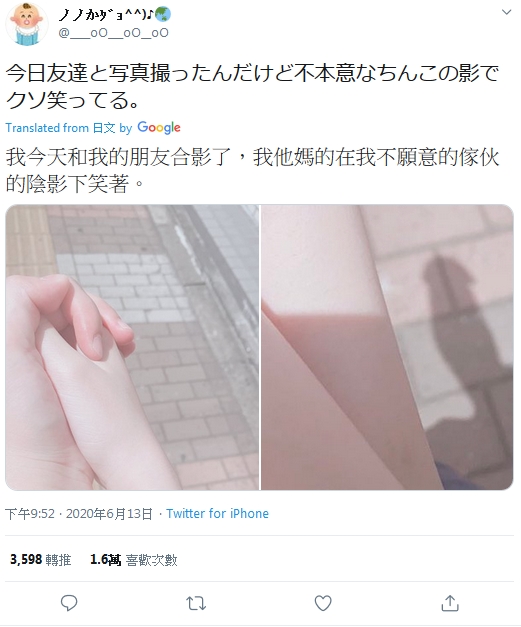 ノノかｸﾞョ^^)♪🌏
@___oO__oO_oO
今日友達と写真撮ったんだけど不本意なちんこの影で
クソ笑ってる。
Translated from 日文 by Google
我今天和我的朋友合影了，我他媽的在我不願意的傢伙
的陰影下笑著。
下午9:52 · 2020年6月13日 · Twitter for iPhone
3,598 轉推 1.6萬 喜歡次數